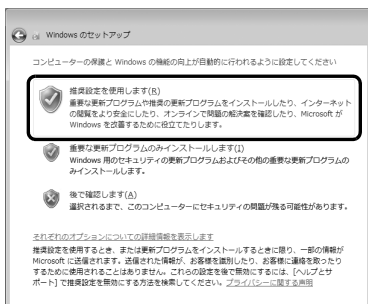 Windows のセットアップ
コンピューターの保護と Windows の機能の向上が自動的に行われるように設定してください
推奨設定を使用します(R)
重要な更新プログラムや推奨の更新プログラムをインストールしたり、インターネット
の閲覧をより安全にしたり、オンラインで問題の解決策を確認したり、Microsoft が
Windows を改善するために役立てたりします。
重要な更新プログラムのみインストールします(I)
Windows 用のセキュリティの更新プログラムおよびその他の重要な更新プログラムの
みインストールします。
後で確認します(A)
選択されるまで、このコンピューターにセキュリティの問題が残る可能性があります。
それぞれのオプションについての詳細情報を表示します
推奨設定を使用するとき、または更新プログラムをインストールするときに限り、一部の情報が
Microsoft に送信されます。送信された情報が、お客様を識別したり、お客様に連絡を取ったり
するために使用されることはありません。これらの設定を後で無効にするには、[ヘルプとサ
ポート] で推奨設定を無効にする方法を検索してください。プライバシーに関する声明